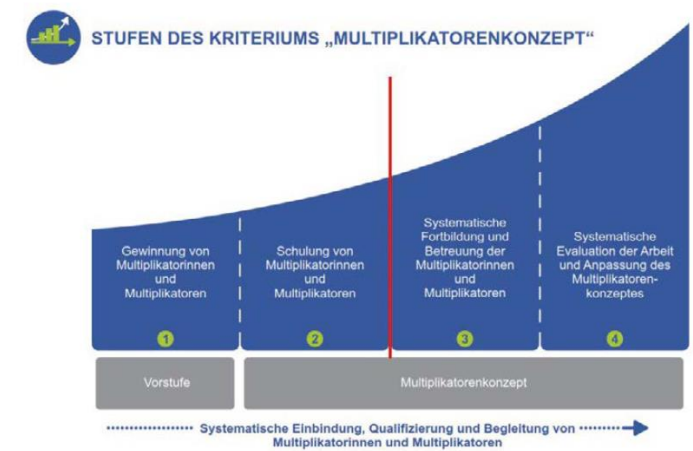 STUFEN DES KRITERIUMS „MULTIPLIKATORENKONZEPT“
Gewinnung von
Multiplikatorinnen
und
Multiplikatoren
1
Schulung von
Multiplikatorinnen
und
Multiplikatoren
2
Systematische
Fortbildung und
Betreuung der
Multiplikatorinnen
und
Multiplikatoren
3
Systematische
Evaluation der Arbeit
und Anpassung des
Multiplikatoren-
konzeptes
4
Vorstufe
Multiplikatorenkonzept
Systematische Einbindung, Qualifizierung und Begleitung von
Multiplikatorinnen und Multiplikatoren